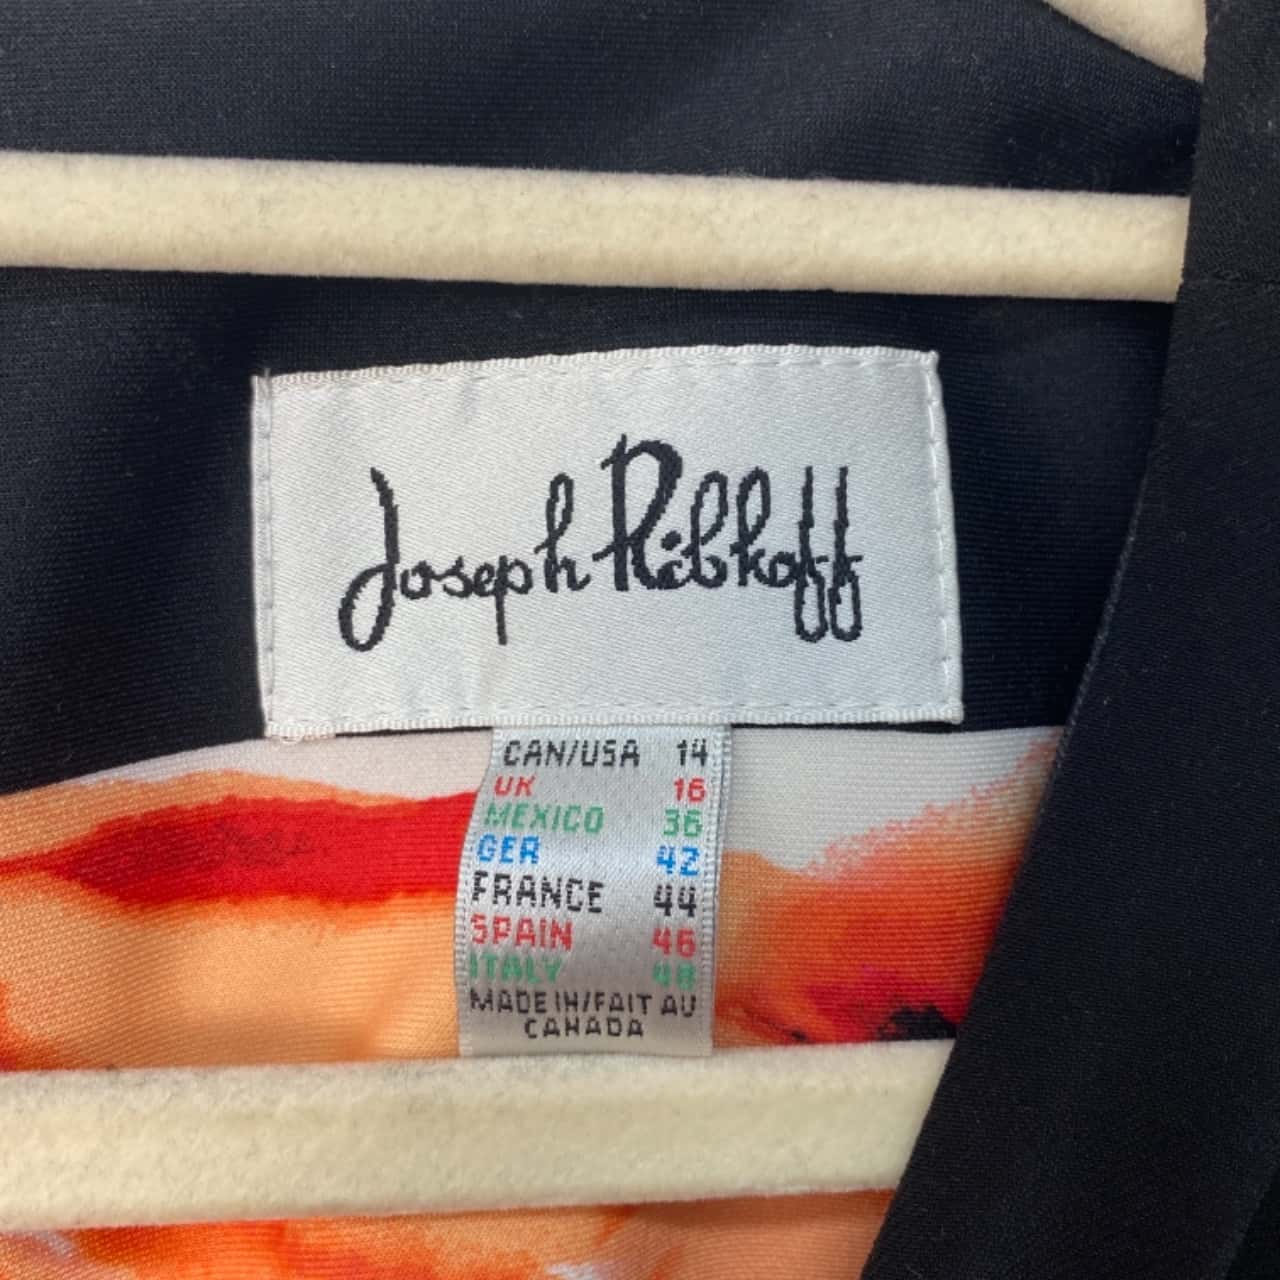 Joseph Ribkoff
CAN/USA 14
UK 16
MEXICO 36
GER 42
FRANCE 44
SPAIN 46
ITALY 48
MADE IN/FAIT AU
CANADA